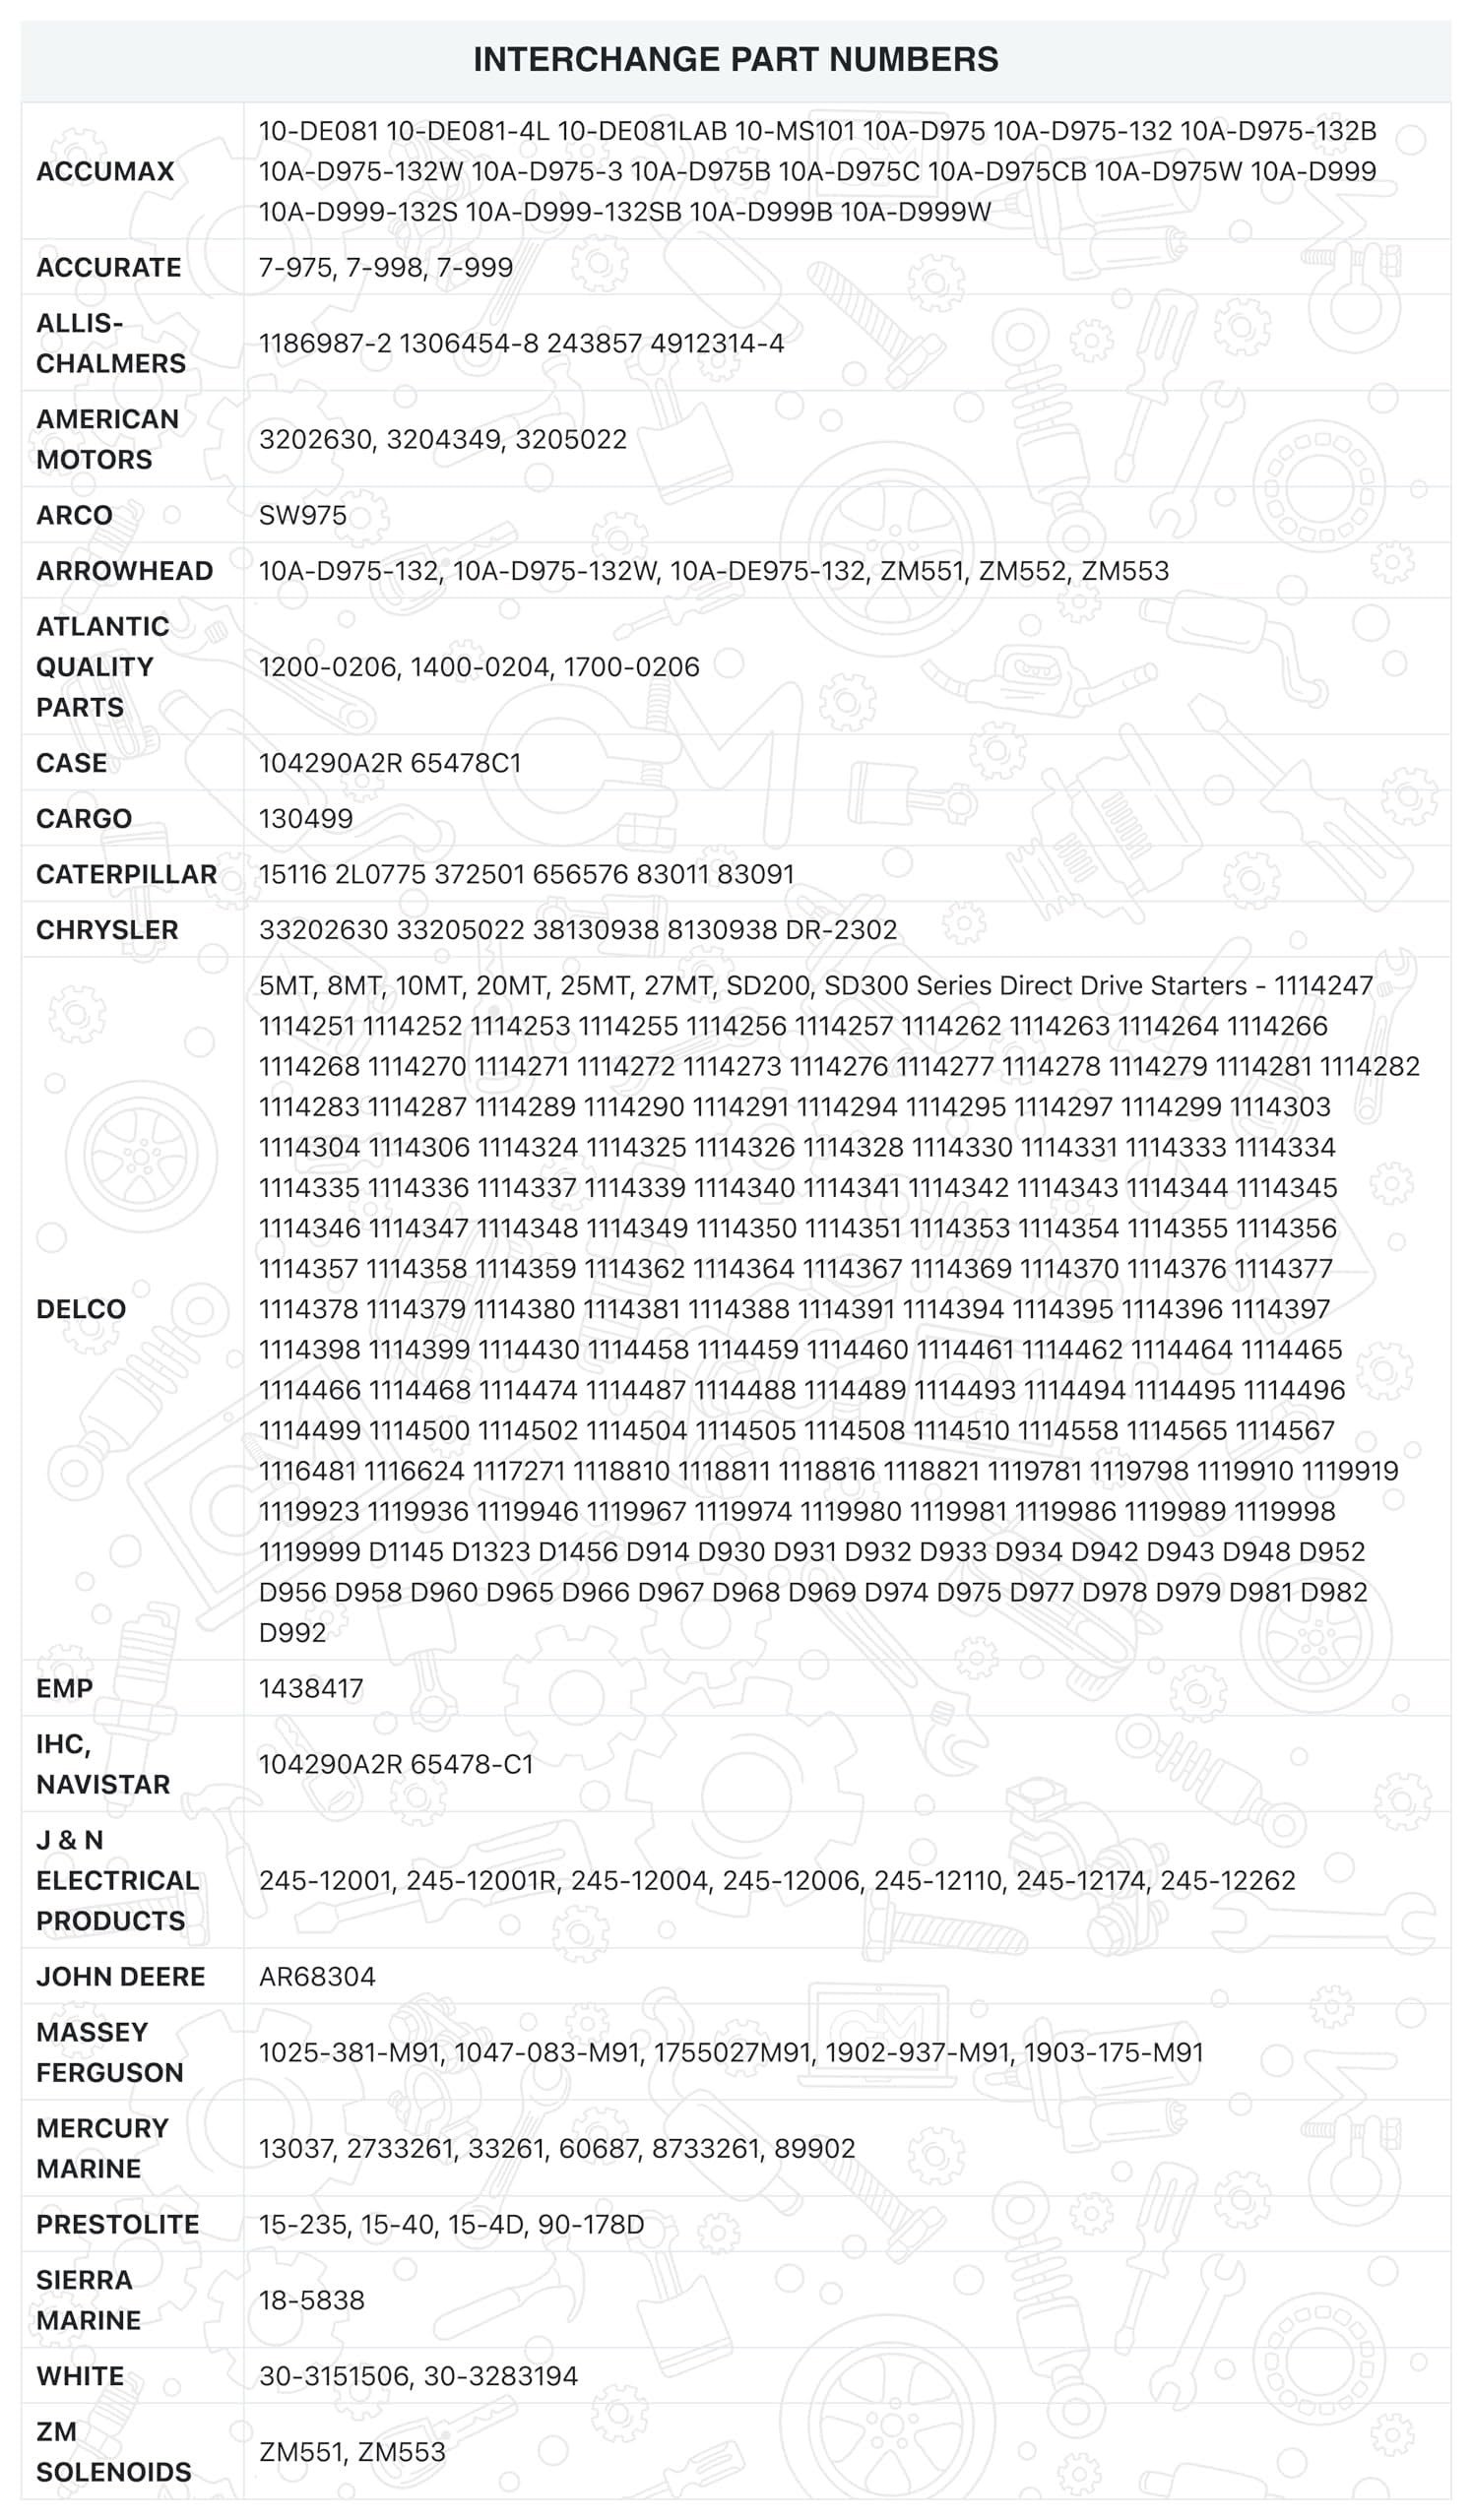 INTERCHANGE PART NUMBERS
ACCUMAX
10-DE081 10-DE081-4L 10-DE081LAB 10-MS101 10A-D975 10A-D975-132 10A-D975-132B
10A-D975-132W 10A-D975-3 10A-D975B 10A-D975C 10A-D975CB 10A-D975W 10A-D999
10A-D999-132S 10A-D999-132SB 10A-D999B 10A-D999W
ACCURATE
7-975, 7-998, 7-999
ALLIS-
CHALMERS
1186987-2 1306454-8 243857 4912314-4
AMERICAN
MOTORS
3202630, 3204349, 3205022
ARCO
SW975
ARROWHEAD
10A-D975-132, 10A-D975-132W, 10A-DE975-132, ZM551, ZM552, ZM553
ATLANTIC
QUALITY
PARTS
1200-0206, 1400-0204, 1700-0206
CASE
104290A2R 65478C1
CARGO
130499
CATERPILLAR
15116 2L0775 372501 656576 83011 83091
CHRYSLER
33202630 33205022 38130938 8130938 DR-2302
DELCO
5MT, 8MT, 10MT, 20MT, 25MT, 27MT, SD200, SD300 Series Direct Drive Starters - 1114247
1114251 1114252 1114253 1114255 1114256 1114257 1114262 1114263 1114264 1114266
1114268 1114270 1114271 1114272 1114273 1114276 1114277 1114278 1114279 1114281 1114282
1114283 1114287 1114289 1114290 1114291 1114294 1114295 1114297 1114299 1114303
1114304 1114306 1114324 1114325 1114326 1114328 1114330 1114331 1114333 1114334
1114335 1114336 1114337 1114339 1114340 1114341 1114342 1114343 1114344 1114345
1114346 1114347 1114348 1114349 1114350 1114351 1114353 1114354 1114355 1114356
1114357 1114358 1114359 1114362 1114364 1114367 1114369 1114370 1114376 1114377
1114378 1114379 1114380 1114381 1114388 1114391 1114394 1114395 1114396 1114397
1114398 1114399 1114430 1114458 1114459 1114460 1114461 1114462 1114464 1114465
1114466 1114468 1114474 1114487 1114488 1114489 1114493 1114494 1114495 1114496
1114499 1114500 1114502 1114504 1114505 1114508 1114510 1114558 1114565 1114567
1116481 1116624 1117271 1118810 1118811 1118816 1118821 1119781 1119798 1119910 1119919
1119923 1119936 1119946 1119967 1119974 1119980 1119981 1119986 1119989 1119998
1119999 D1145 D1323 D1456 D914 D930 D931 D932 D933 D934 D942 D943 D948 D952
D956 D958 D960 D965 D966 D967 D968 D969 D974 D975 D977 D978 D979 D981 D982
D992
EMP
1438417
IHC,
NAVISTAR
104290A2R 65478-C1
J & N
ELECTRICAL
PRODUCTS
245-12001, 245-12001R, 245-12004, 245-12006, 245-12110, 245-12174, 245-12262
JOHN DEERE
AR68304
MASSEY
FERGUSON
1025-381-M91, 1047-083-M91, 1755027M91, 1902-937-M91, 1903-175-M91
MERCURY
MARINE
13037, 2733261, 33261, 60687, 8733261, 89902
PRESTOLITE
15-235, 15-40, 15-4D, 90-178D
SIERRA
MARINE
18-5838
WHITE
30-3151506, 30-3283194
ZM
SOLENOIDS
ZM551, ZM553